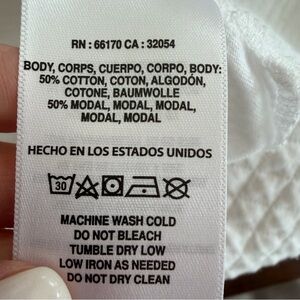 RN : 66170 CA : 32054
BODY, CORPS, CUERPO, CORPO, BODY:
50% COTTON, COTON, ALGODÓN,
COTONE, BAUMWOLLE
50% MODAL, MODAL, MODAL,
MODAL, MODAL
HECHO EN LOS ESTADOS UNIDOS
30
MACHINE WASH COLD
DO NOT BLEACH
TUMBLE DRY LOW
LOW IRON AS NEEDED
DO NOT DRY CLEAN